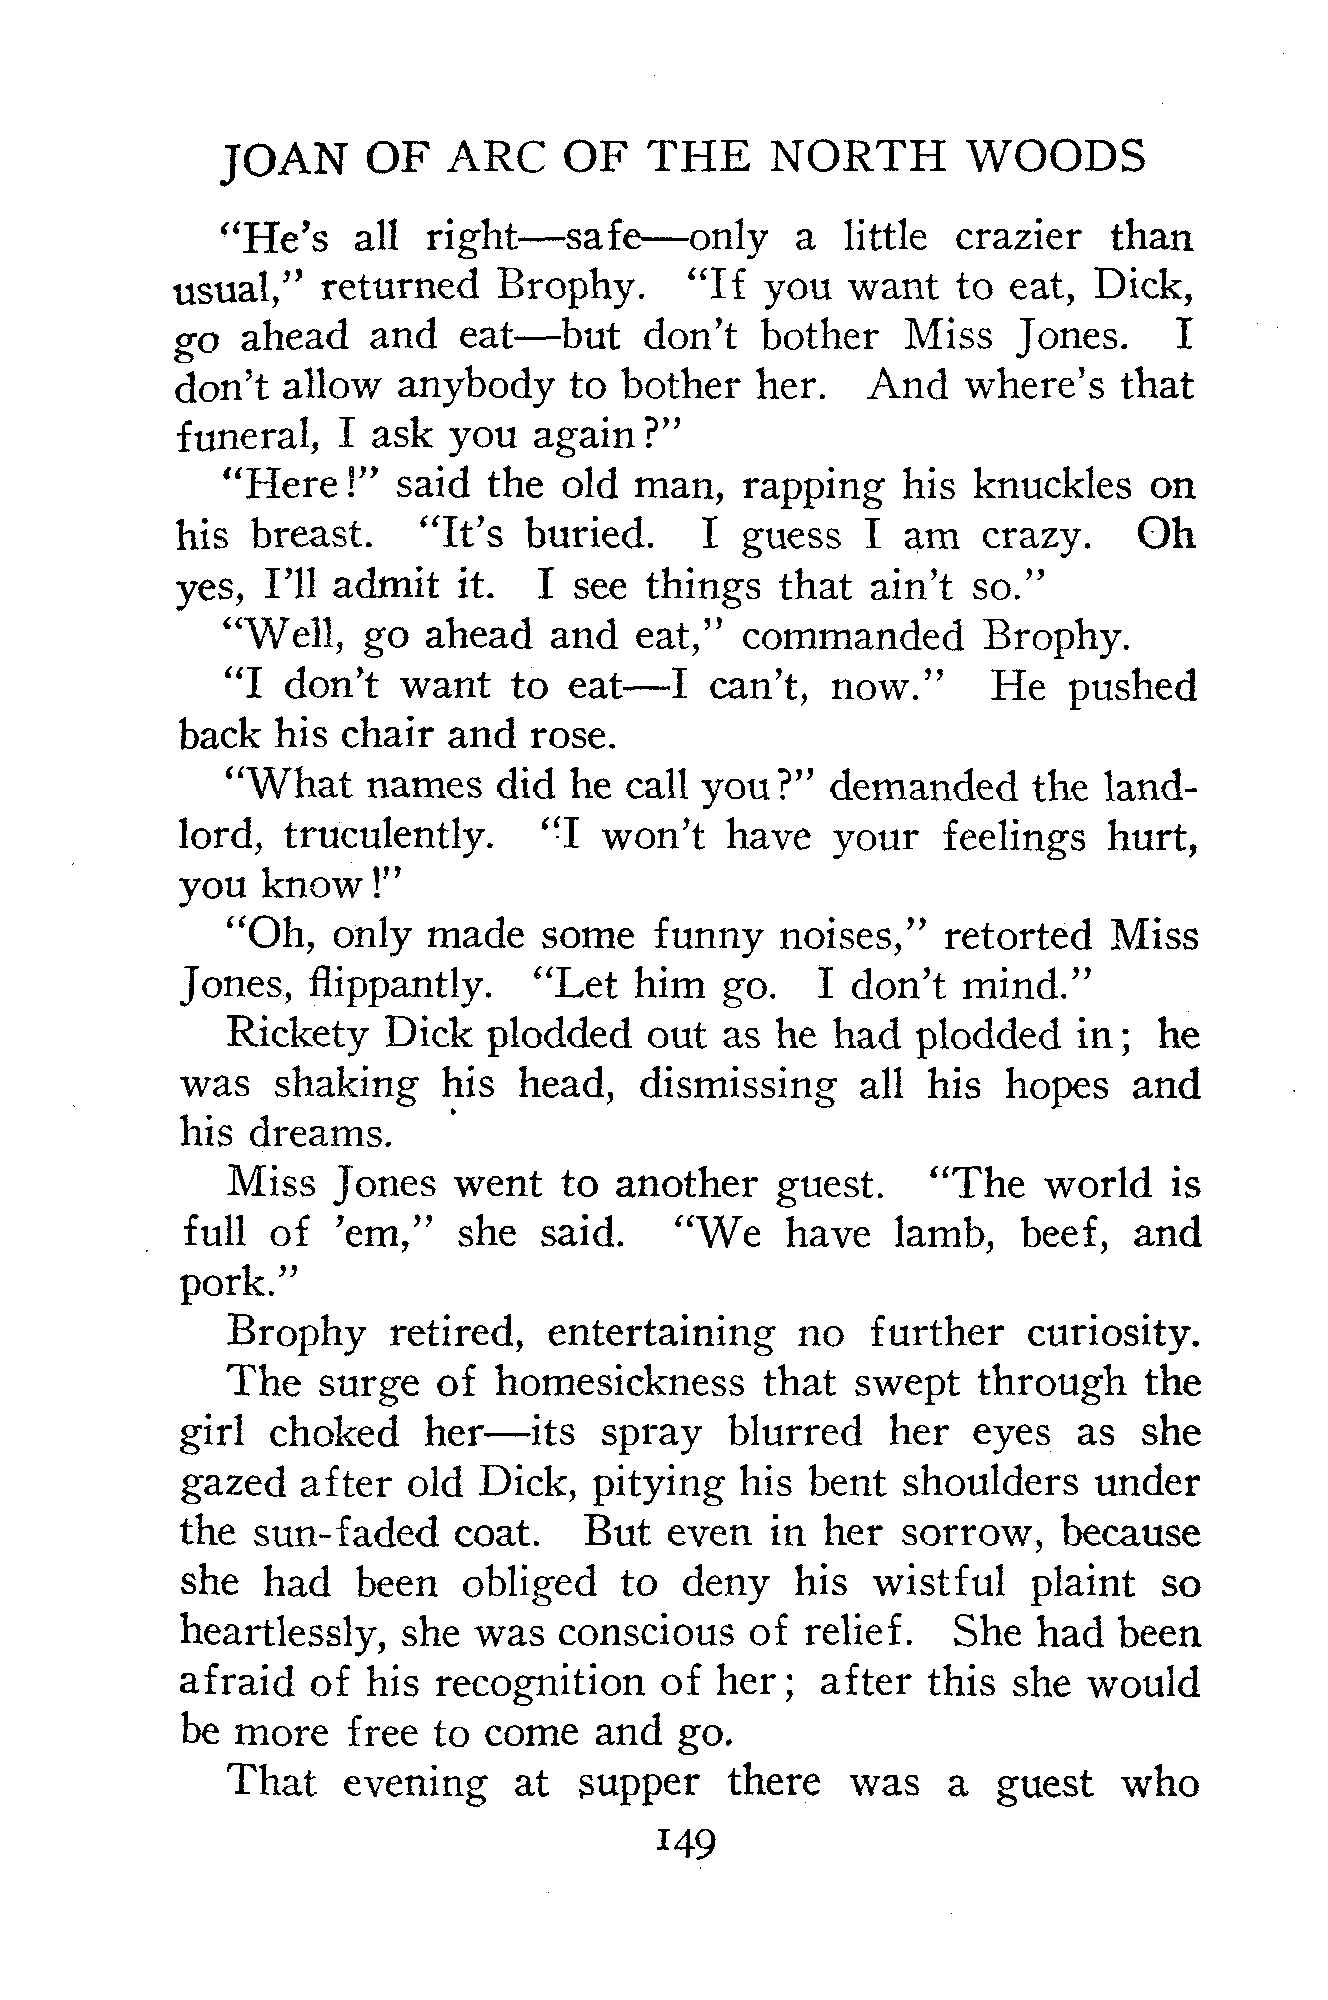 JOAN OF ARC OF THE NORTH WOODS
"He's all right—safe—only a little crazier than
usual," returned Brophy. "If you want to eat, Dick,
go ahead and eat—but don't bother Miss Jones. I
don't allow anybody to bother her. And where's that
funeral, I ask you again?"
"Here!" said the old man, rapping his knuckles on
his breast. "It's buried. I guess I am crazy. Oh
yes, I'll admit it. I see things that ain't so."
"Well, go ahead and eat," commanded Brophy.
"I don't want to eat—I can't, now." He pushed
back his chair and rose.
"What names did he call you?" demanded the land-
lord, truculently. "I won't have your feelings hurt,
you know!"
"Oh, only made some funny noises," retorted Miss
Jones, flippantly. "Let him go. I don't mind."
Rickety Dick plodded out as he had plodded in; he
was shaking his head, dismissing all his hopes and
his dreams.
Miss Jones went to another guest. "The world is
full of 'em," she said. "We have lamb, beef, and
pork."
Brophy retired, entertaining no further curiosity.
The surge of homesickness that swept through the
girl choked her—its spray blurred her eyes as she
gazed after old Dick, pitying his bent shoulders under
the sun-faded coat. But even in her sorrow, because
she had been obliged to deny his wistful plaint so
heartlessly, she was conscious of relief. She had been
afraid of his recognition of her; after this she would
be more free to come and go.
That evening at supper there was a guest who
149